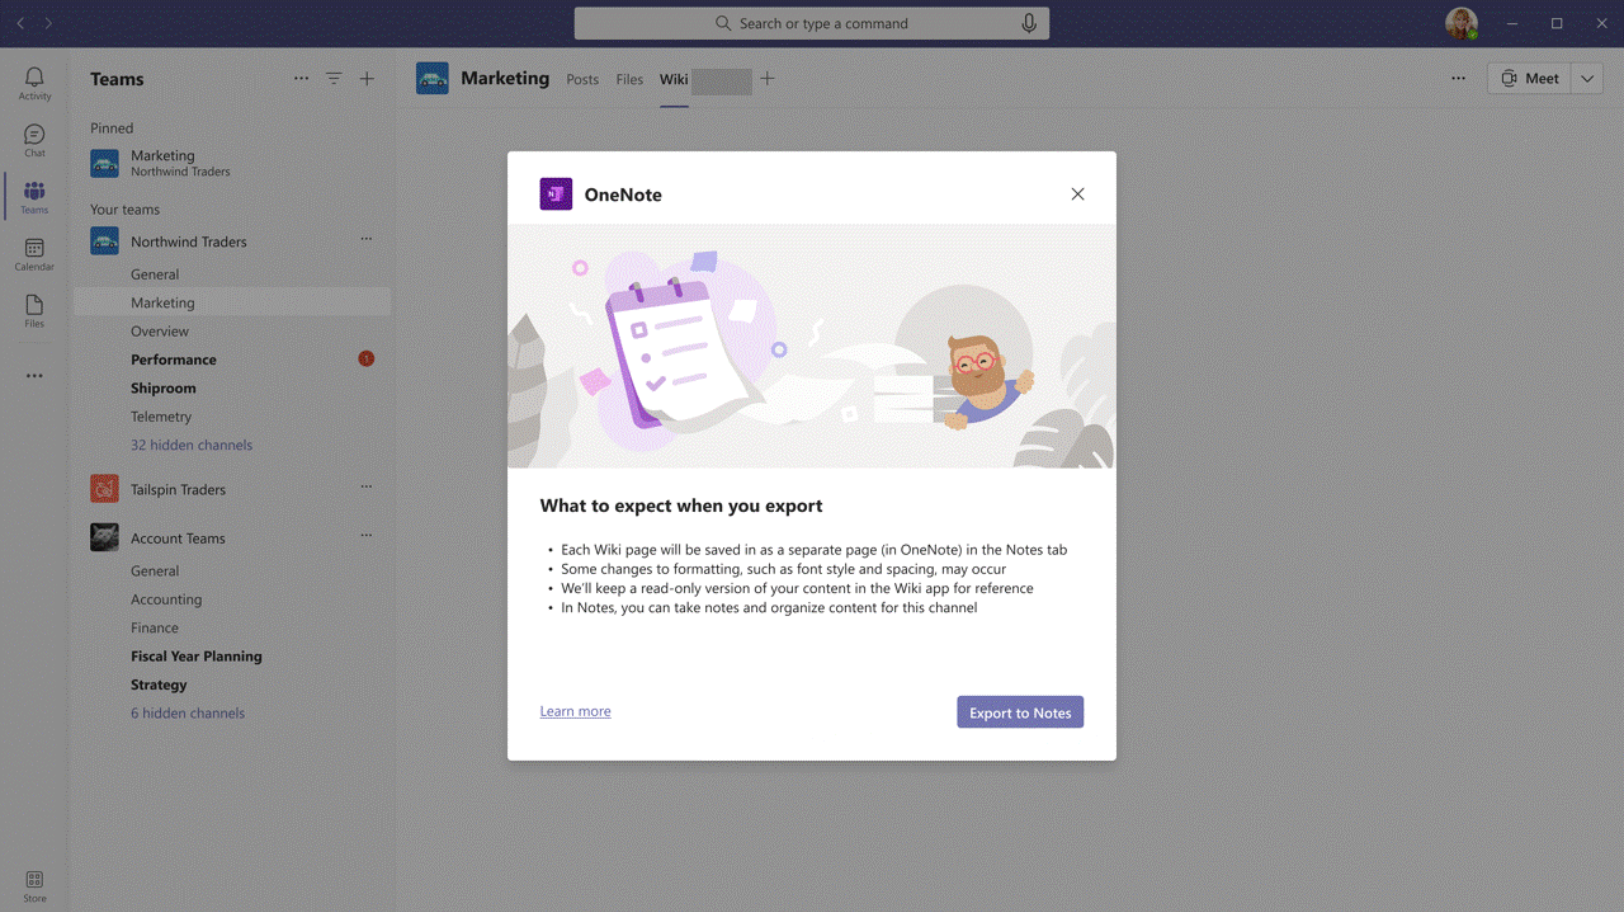 Search or type a command
Activity
Chat
Teams
Calendar
Files
Store
Teams
Pinned
Marketing
Northwind Traders
Your teams
Northwind Traders
General
Marketing
Overview
Performance
1
Shiproom
Telemetry
32 hidden channels
Tailspin Traders
Account Teams
General
Accounting
Finance
Fiscal Year Planning
Strategy
6 hidden channels
Marketing Posts Files Wiki
Meet
N
OneNote
What to expect when you export
• Each Wiki page will be saved in as a separate page (in OneNote) in the Notes tab
• Some changes to formatting, such as font style and spacing, may occur
• We'll keep a read-only version of your content in the Wiki app for reference
• In Notes, you can take notes and organize content for this channel
Learn more
Export to Notes